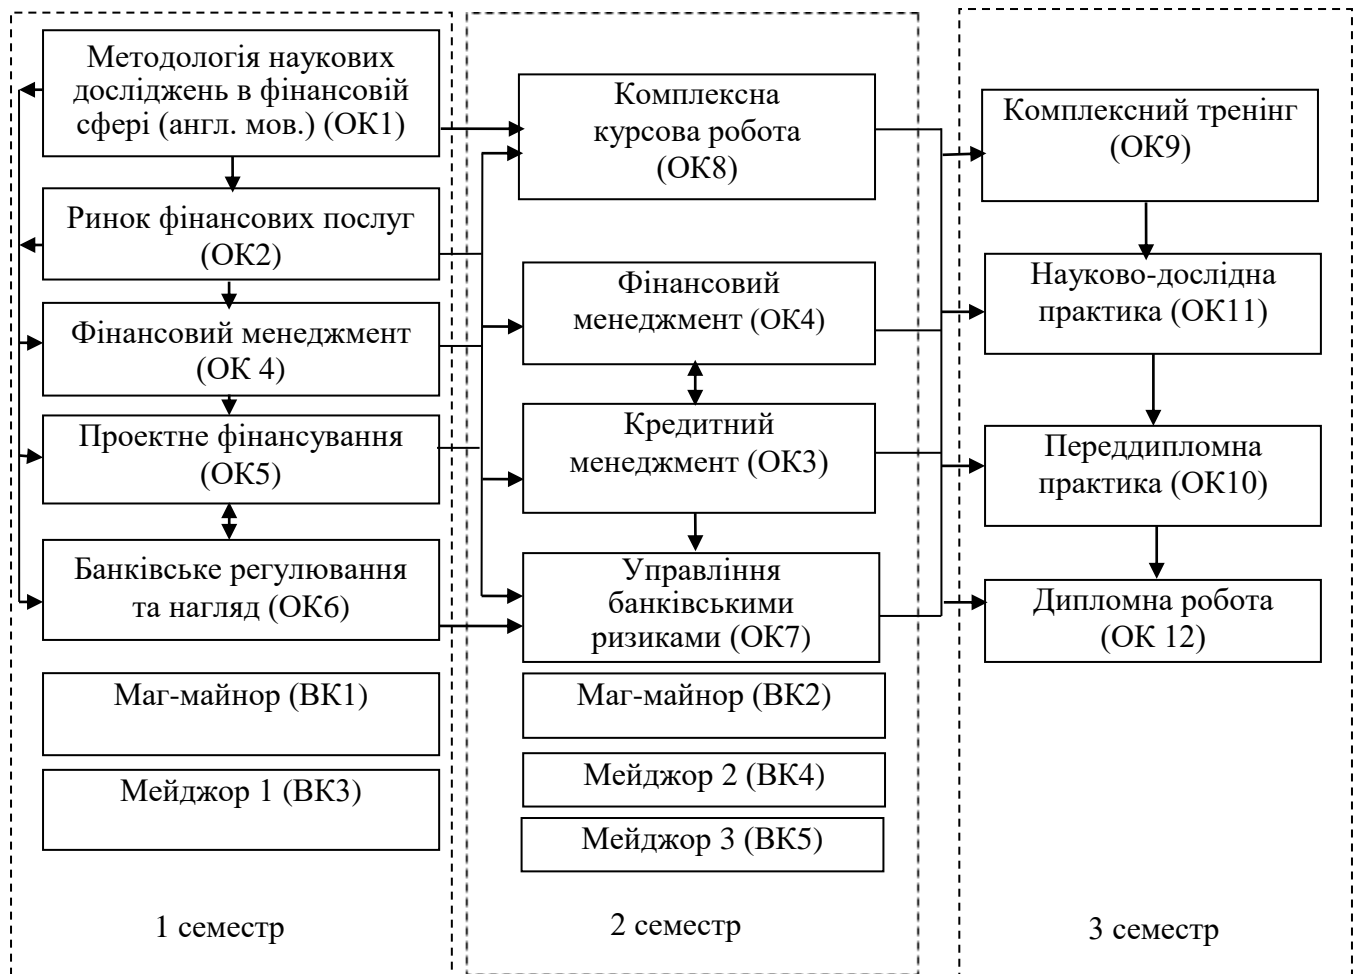 Методологія наукових
досліджень в фінансовій
сфері (англ. мов.) (ОК1)
Ринок фінансових послуг
(ОК2)
Фінансовий менеджмент
(ОК 4)
Проектне фінансування
(ОК5)
Банківське регулювання
та нагляд (ОК6)
Маг-майнор (ВК1)
Мейджор 1 (ВК3)
1 семестр
Комплексна
курсова робота
(ОК8)
Фінансовий
менеджмент (ОК4)
Кредитний
менеджмент (ОК3)
Управління
банківськими
ризиками (ОК7)
Маг-майнор (ВК2)
Мейджор 2 (ВК4)
Мейджор 3 (ВК5)
2 семестр
Комплексний тренінг
(ОК9)
Науково-дослідна
практика (ОК11)
Переддипломна
практика (ОК10)
Дипломна робота
(ОК 12)
3 семестр